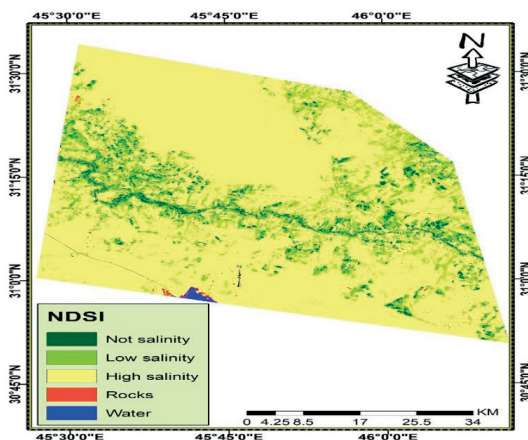 45°30'0"E 45°45'0"E 46°0'0"E
N
31°30'0"N
31°15'0"N
31°0'0"N
30°45'0"N
NDSI
Not salinity
Low salinity
High salinity
Rocks
Water
KM
0 4.25 8.5 17 25.5 34
45°30'0"E 45°45'0"E 46°0'0"E